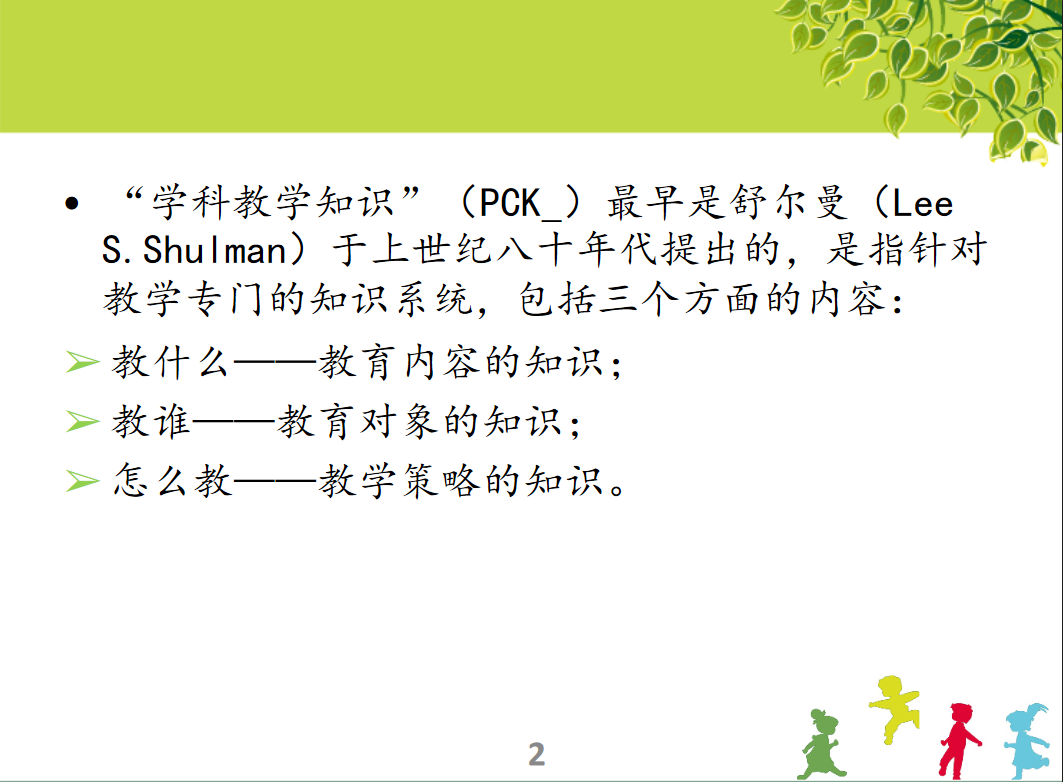 • “学科教学知识”（PCK_）最早是舒尔曼（Lee
S.Shulman）于上世纪八十年代提出的，是指针对
教学专门的知识系统，包括三个方面的内容：
➢ 教什么——教育内容的知识；
➢ 教谁——教育对象的知识；
➢ 怎么教——教学策略的知识。
2